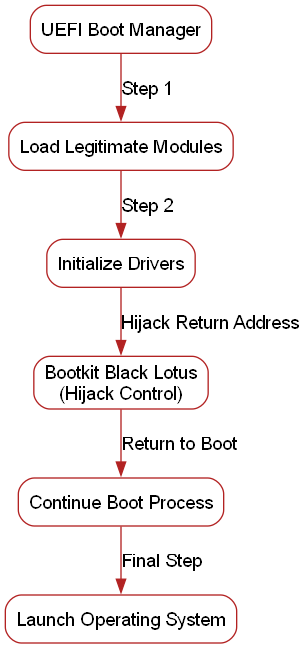 UEFI Boot Manager
Step 1
Load Legitimate Modules
Step 2
Initialize Drivers
Hijack Return Address
Bootkit Black Lotus
(Hijack Control)
Return to Boot
Continue Boot Process
Final Step
Launch Operating System